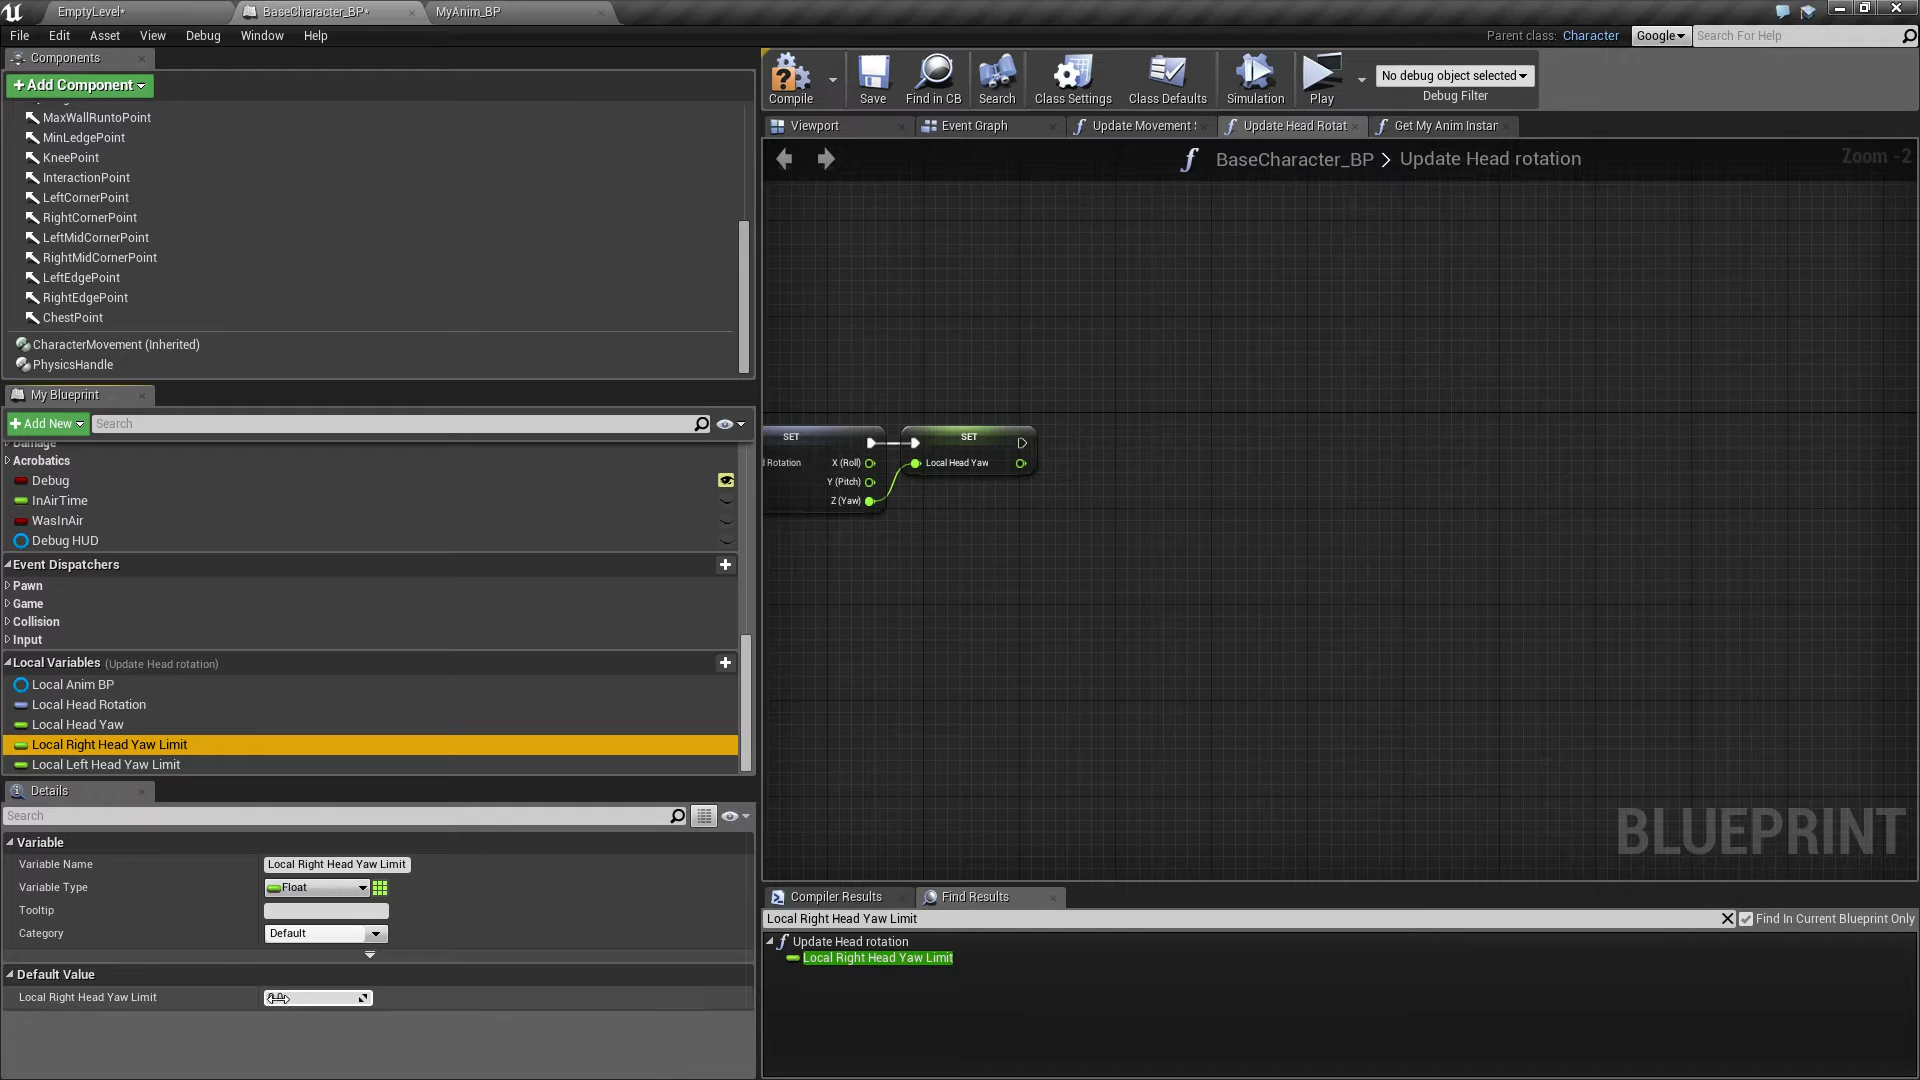 EmptyLevel*
BaseCharacter_BP*
MyAnim_BP
File Edit Asset View Debug Window Help
Parent class: Character
Google
Search For Help
Components
+ Add Component
MaxWallRuntoPoint
MinLedgePoint
KneePoint
InteractionPoint
LeftCornerPoint
RightCornerPoint
LeftMidCornerPoint
RightMidCornerPoint
LeftEdgePoint
RightEdgePoint
ChestPoint
CharacterMovement (Inherited)
PhysicsHandle
My Blueprint
+ Add New
Search
Damage
Acrobatics
Debug
InAirTime
WasInAir
Debug HUD
Event Dispatchers
Pawn
Game
Collision
Input
Local Variables (Update Head rotation)
Local Anim BP
Local Head Rotation
Local Head Yaw
Local Right Head Yaw Limit
Local Left Head Yaw Limit
Details
Search
Variable
Variable Name Local Right Head Yaw Limit
Variable Type Float
Tooltip
Category Default
Default Value
Local Right Head Yaw Limit
Compile
Save
Find in CB
Search
Class Settings
Class Defaults
Simulation
Play
No debug object selected
Debug Filter
Viewport
Event Graph
Update Movement
Update Head Rotat
Get My Anim Instan
BaseCharacter_BP > Update Head rotation
Zoom -2
SET
Rotation
X (Roll)
Y (Pitch)
Z (Yaw)
SET
Local Head Yaw
BLUEPRINT
Compiler Results
Find Results
Local Right Head Yaw Limit
Find In Current Blueprint Only
Update Head rotation
Local Right Head Yaw Limit